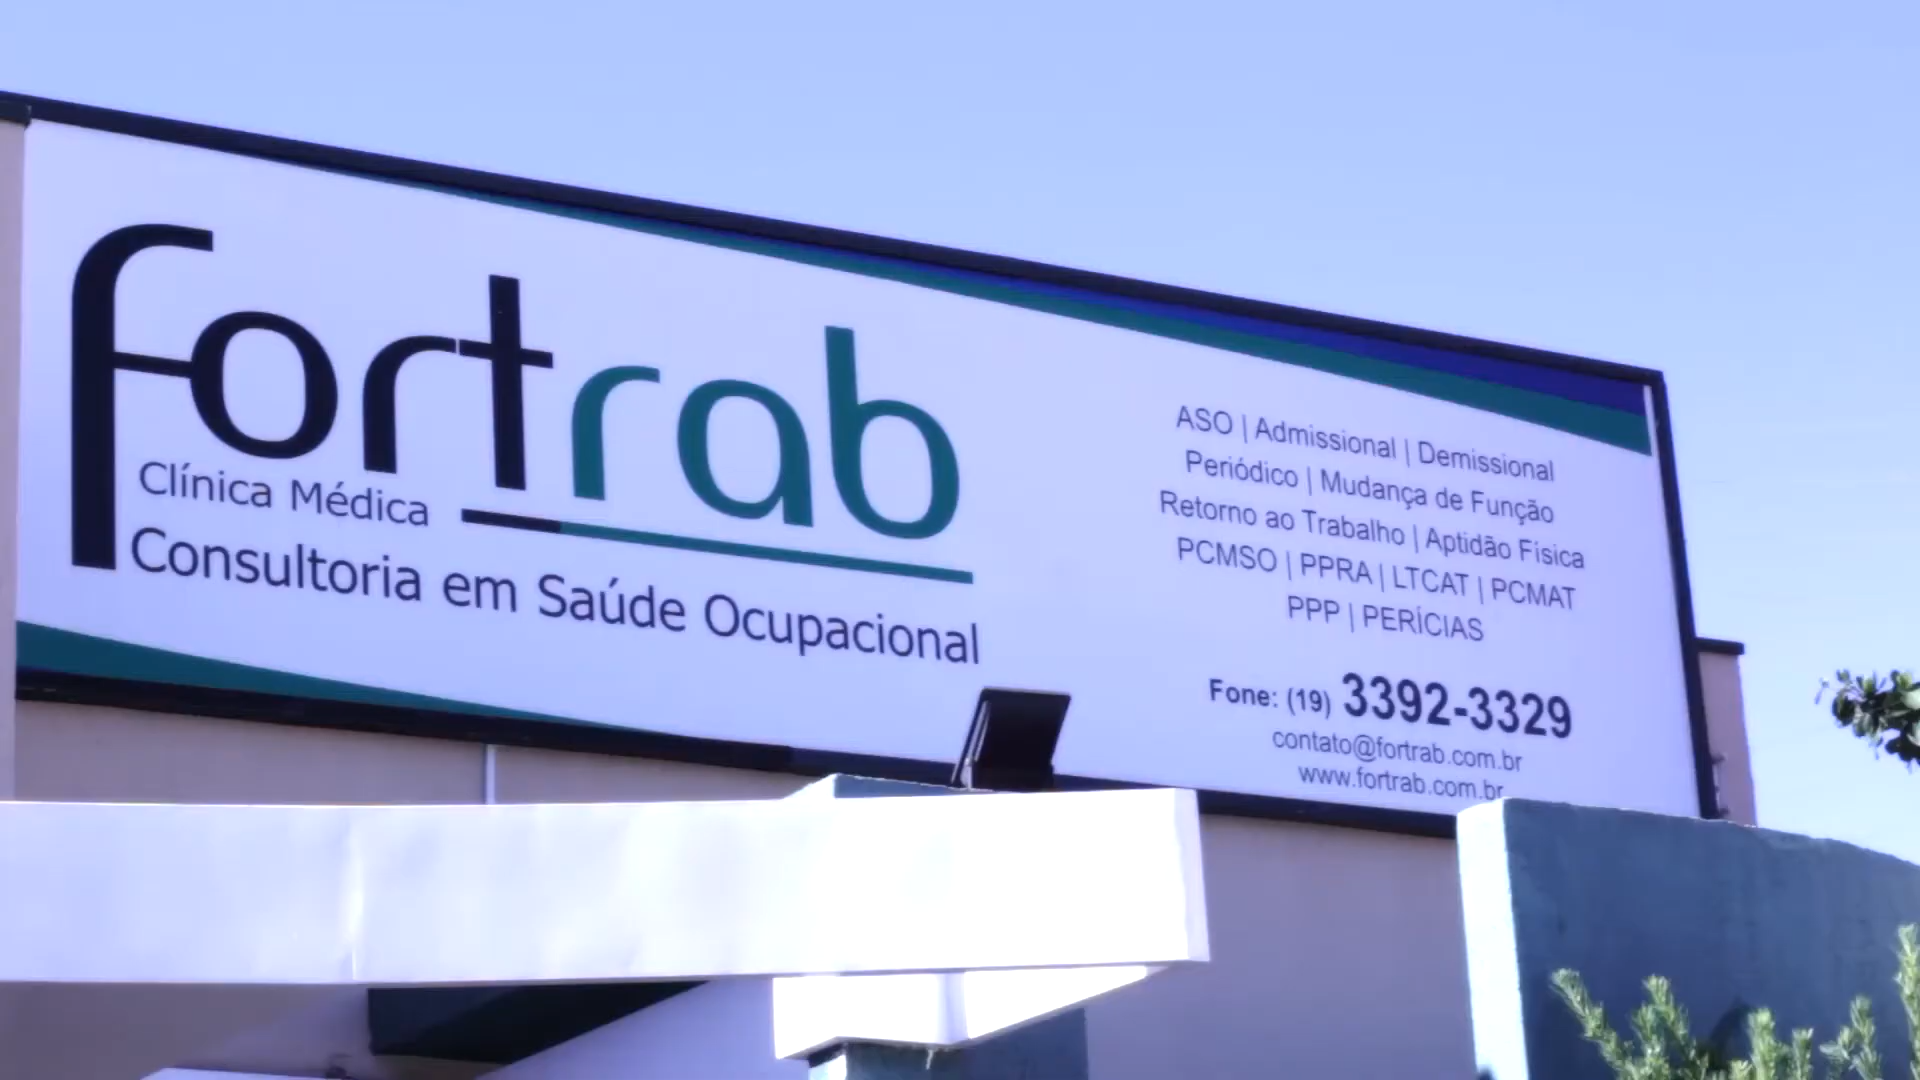 fortrab
Clínica Médica
Consultoria em Saúde Ocupacional
ASO | Admissional | Demissional
Periódico | Mudança de Função
Retorno ao Trabalho | Aptidão Física
PCMSO | PPRA | LTCAT | PCMAT
PPP | PERÍCIAS
Fone: (19) 3392-3329
contato@fortrab.com.br
www.fortrab.com.br